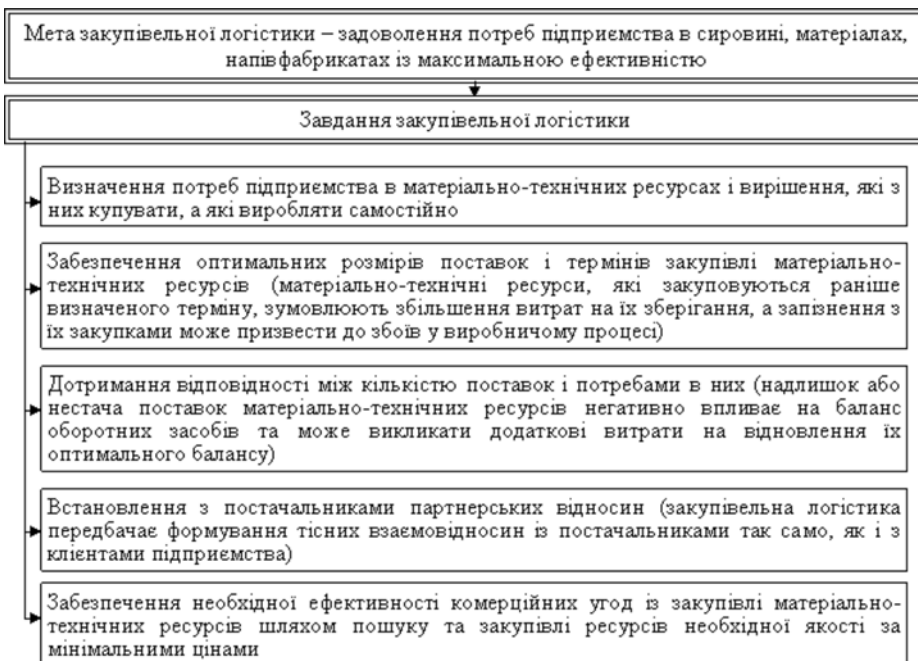 Мета закупівельної логістики – задоволення потреб підприємства в сировині, матеріалах,
напівфабрикатах із максимальною ефективністю
Завдання закупівельної логістики
Визначення потреб підприємства в матеріально-технічних ресурсах і вирішення, які з
них купувати, а які виробляти самостійно
Забезпечення оптимальних розмірів поставок і термінів закупівлі матеріально-
технічних ресурсів (матеріально-технічні ресурси, які закуповуються раніше
визначеного терміну, зумовлюють збільшення витрат на їх зберігання, а запізнення з
їх закупками може призвести до збоїв у виробничому процесі)
Дотримання відповідності між кількістю поставок і потребами в них (надлишок або
нестача поставок матеріально-технічних ресурсів негативно впливає на баланс
оборотних засобів та може викликати додаткові витрати на відновлення їх
оптимального балансу)
Встановлення з постачальниками партнерських відносин (закупівельна логістика
передбачає формування тісних взаємовідносин із постачальниками так само, як і з
клієнтами підприємства)
Забезпечення необхідної ефективності комерційних угод із закупівлі матеріально-
технічних ресурсів шляхом пошуку та закупівлі ресурсів необхідної якості за
мінімальними цінами